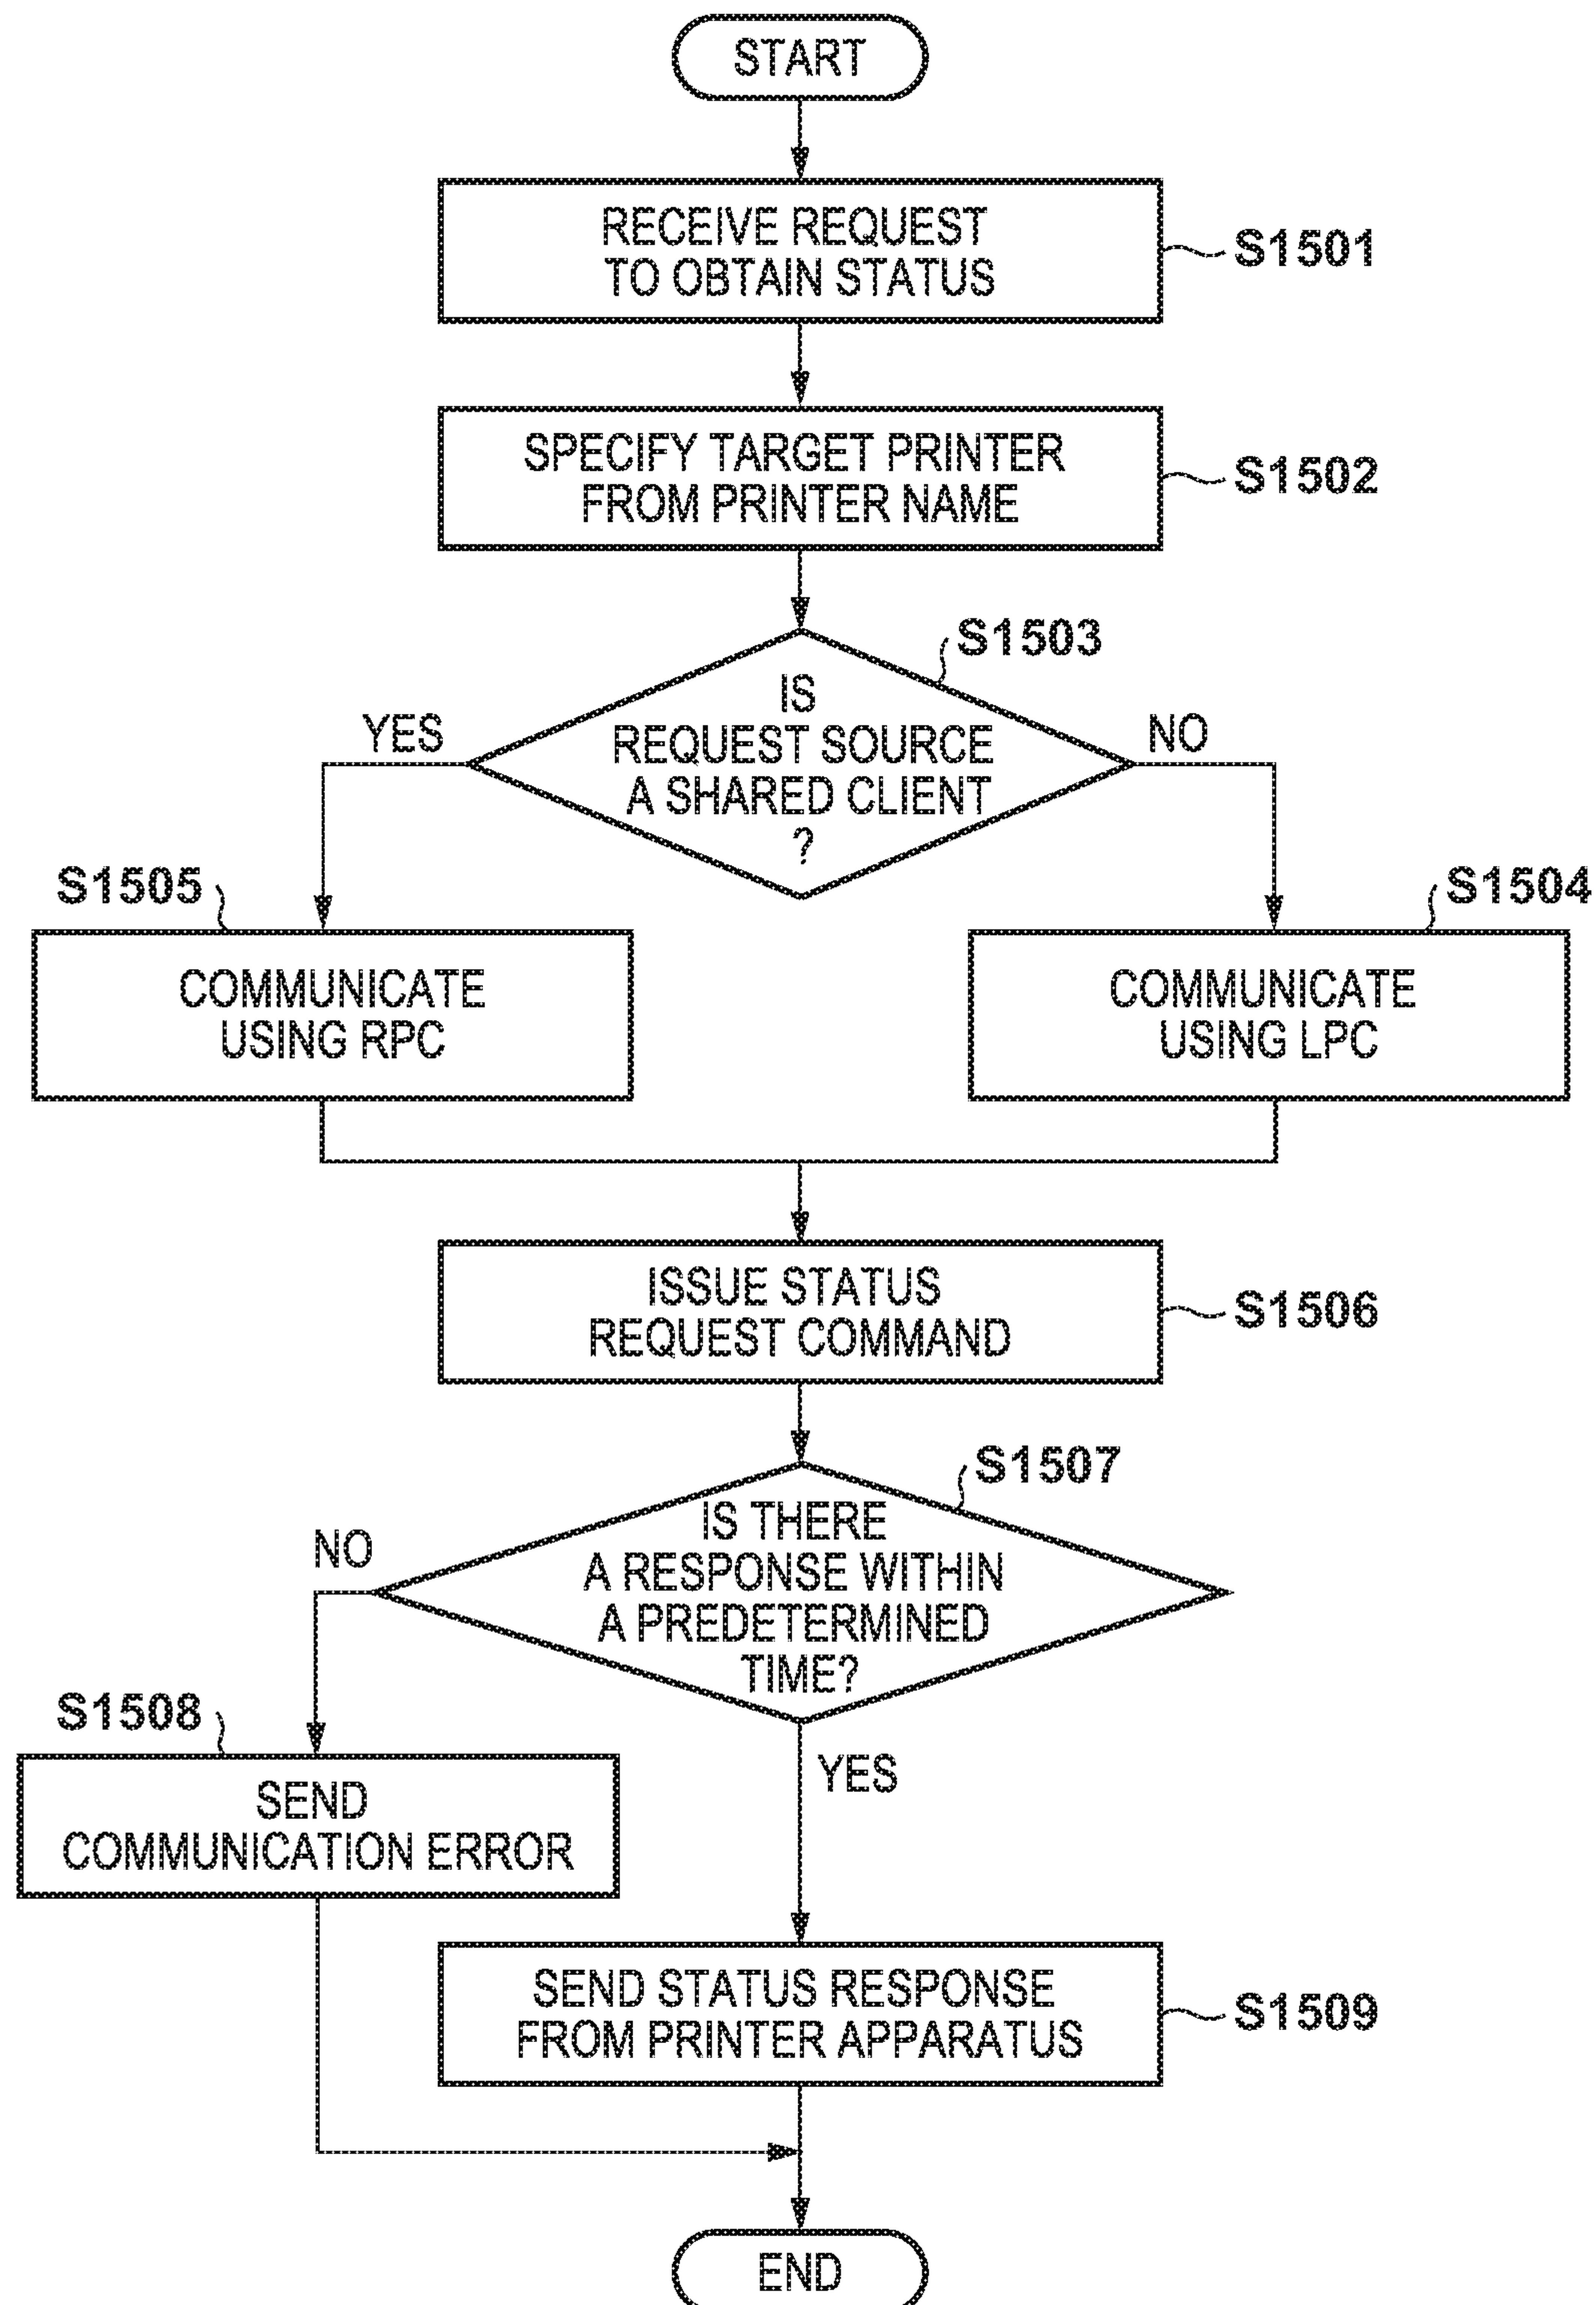 START
RECEIVE REQUEST
TO OBTAIN STATUS
S1501
SPECIFY TARGET PRINTER
FROM PRINTER NAME
S1502
S1503
IS
REQUEST SOURCE
A SHARED CLIENT
?
YES
NO
S1505
COMMUNICATE
USING RPC
S1504
COMMUNICATE
USING LPC
ISSUE STATUS
REQUEST COMMAND
S1506
S1507
IS THERE
A RESPONSE WITHIN
A PREDETERMINED
TIME?
NO
YES
S1508
SEND
COMMUNICATION ERROR
SEND STATUS RESPONSE
FROM PRINTER APPARATUS
S1509
END